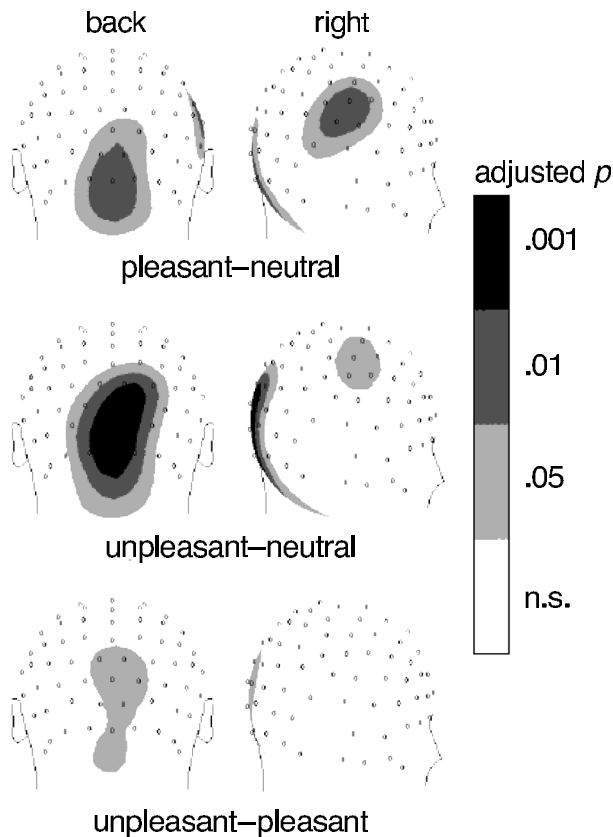 back
right
adjusted p
.001
pleasant–neutral
.01
.05
unpleasant–neutral
n.s.
unpleasant–pleasant